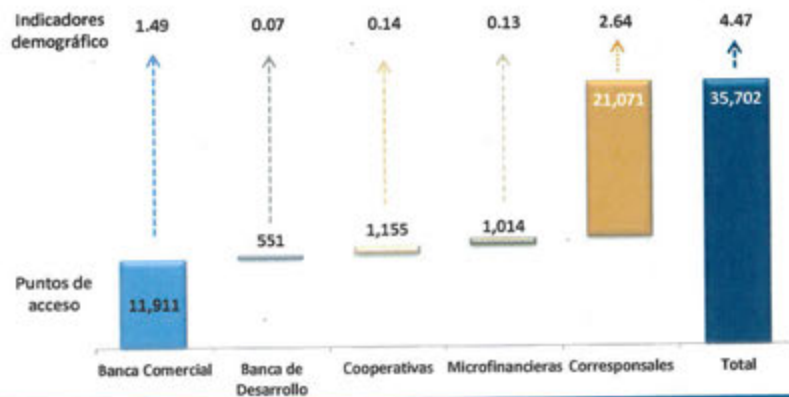 Indicadores
demográfico
1.49
0.07
0.14
0.13
2.64
4.47
21,071
35,702
551
1,155
1,014
Puntos de
acceso
11,911
Banca Comercial
Banca de
Desarrollo
Cooperativas
Microfinancieras
Corresponsales
Total